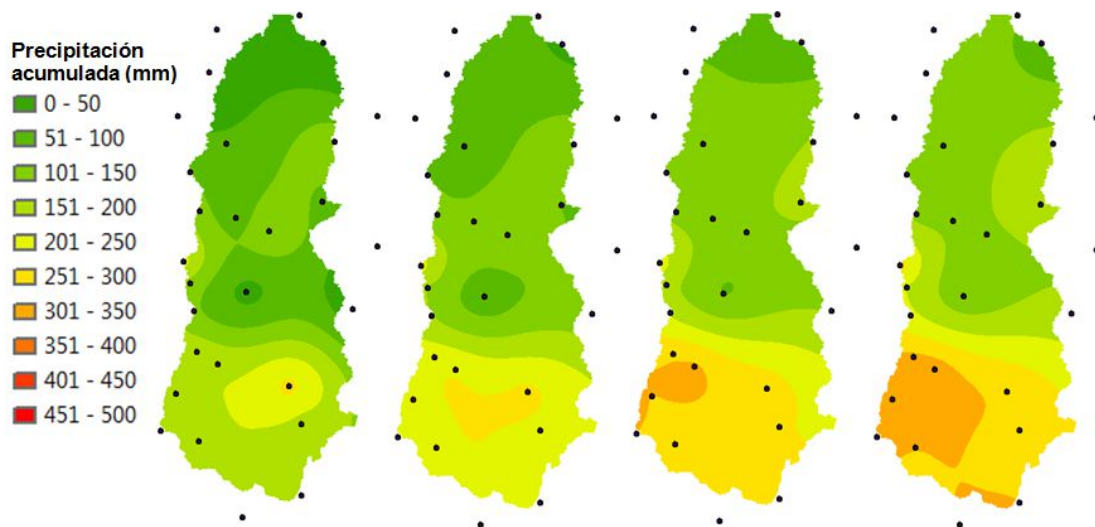 Precipitación
acumulada (mm)
0 - 50
51 - 100
101 - 150
151 - 200
201 - 250
251 - 300
301 - 350
351 - 400
401 - 450
451 - 500